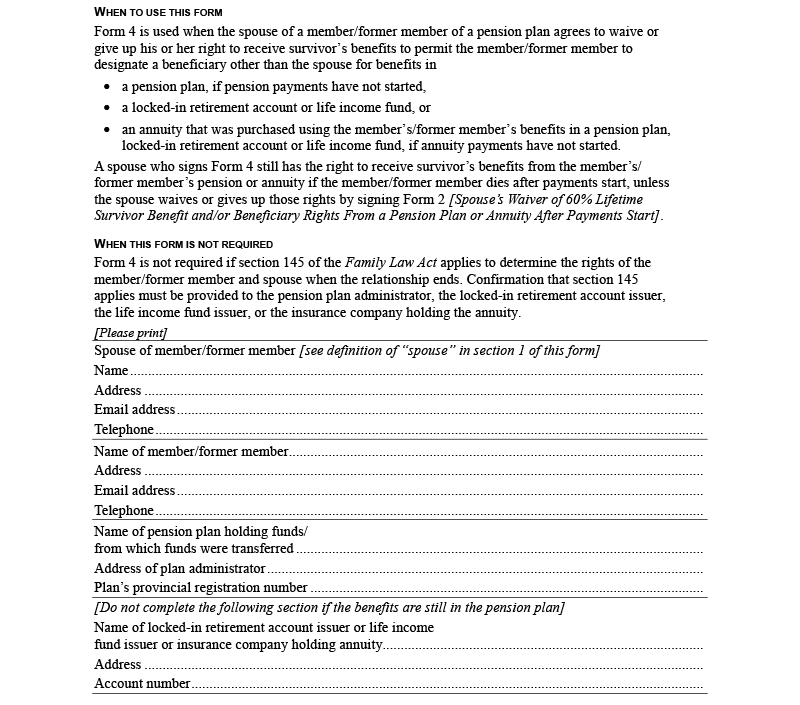 WHEN TO USE THIS FORM
Form 4 is used when the spouse of a member/former member of a pension plan agrees to waive or
give up his or her right to receive survivor’s benefits to permit the member/former member to
designate a beneficiary other than the spouse for benefits in
• a pension plan, if pension payments have not started,
• a locked-in retirement account or life income fund, or
• an annuity that was purchased using the member’s/former member’s benefits in a pension plan,
locked-in retirement account or life income fund, if annuity payments have not started.
A spouse who signs Form 4 still has the right to receive survivor’s benefits from the member’s/
former member’s pension or annuity if the member/former member dies after payments start, unless
the spouse waives or gives up those rights by signing Form 2 [Spouse’s Waiver of 60% Lifetime
Survivor Benefit and/or Beneficiary Rights From a Pension Plan or Annuity After Payments Start].
WHEN THIS FORM IS NOT REQUIRED
Form 4 is not required if section 145 of the Family Law Act applies to determine the rights of the
member/former member and spouse when the relationship ends. Confirmation that section 145
applies must be provided to the pension plan administrator, the locked-in retirement account issuer,
the life income fund issuer, or the insurance company holding the annuity.
[Please print]
Spouse of member/former member [see definition of “spouse” in section 1 of this form]
Name
Address
Email address
Telephone
Name of member/former member
Address
Email address
Telephone
Name of pension plan holding funds/
from which funds were transferred
Address of plan administrator
Plan’s provincial registration number
[Do not complete the following section if the benefits are still in the pension plan]
Name of locked-in retirement account issuer or life income
fund issuer or insurance company holding annuity
Address
Account number